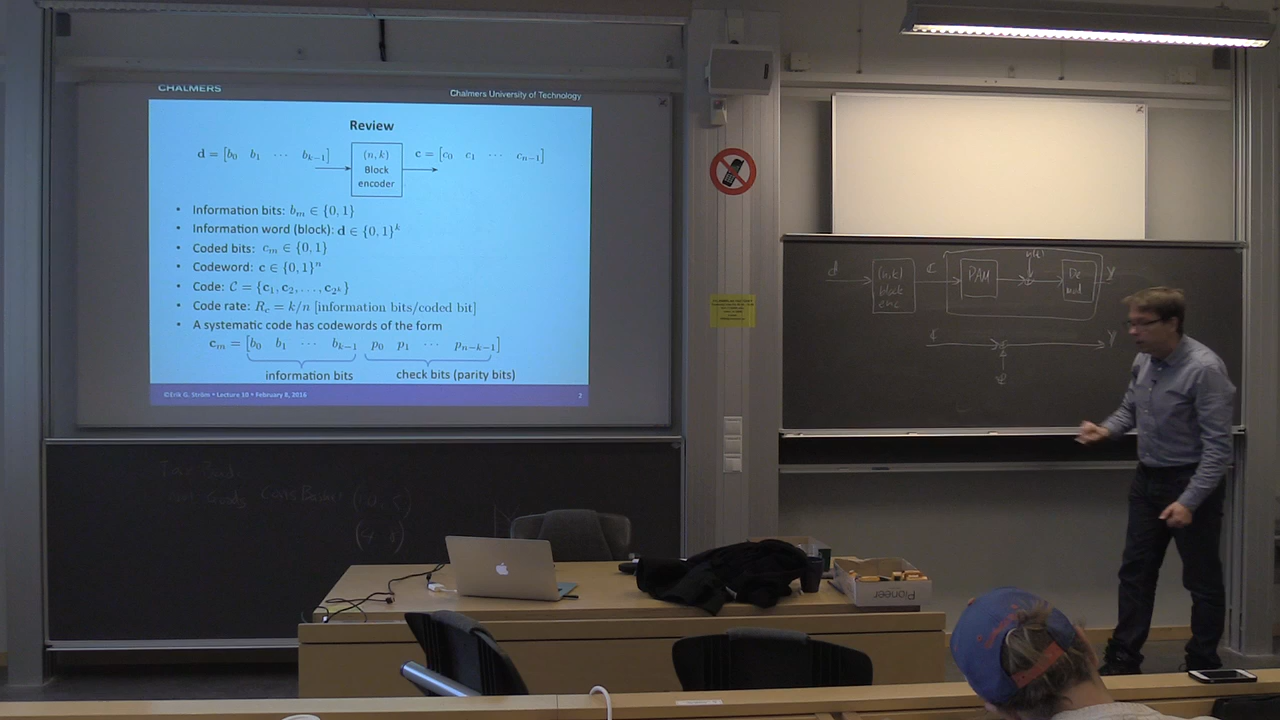 CHALMERS
Chalmers University of Technology
Review
d = [b₀ b₁ ⋯ b_{k−1}]
(n, k)
Block
encoder
c = [c₀ c₁ ⋯ c_{n−1}]
• Information bits: b_m ∈ {0, 1}
• Information word (block): d ∈ {0, 1}^k
• Coded bits: c_m ∈ {0, 1}
• Codeword: c ∈ {0, 1}^n
• Code: C = {c₁, c₂, . . . , c_{2^k}}
• Code rate: R_c = k/n [information bits/coded bit]
• A systematic code has codewords of the form
c_m = [b₀ b₁ ⋯ b_{k−1} p₀ p₁ ⋯ p_{n−k−1}]
information bits
check bits (parity bits)
©Erik G. Ström • Lecture 10 • February 8, 2016
2
d
(n,k)
block
enc
c
PAM
n(t)
+
De
mod
y
c
+
y
e
Pioneer